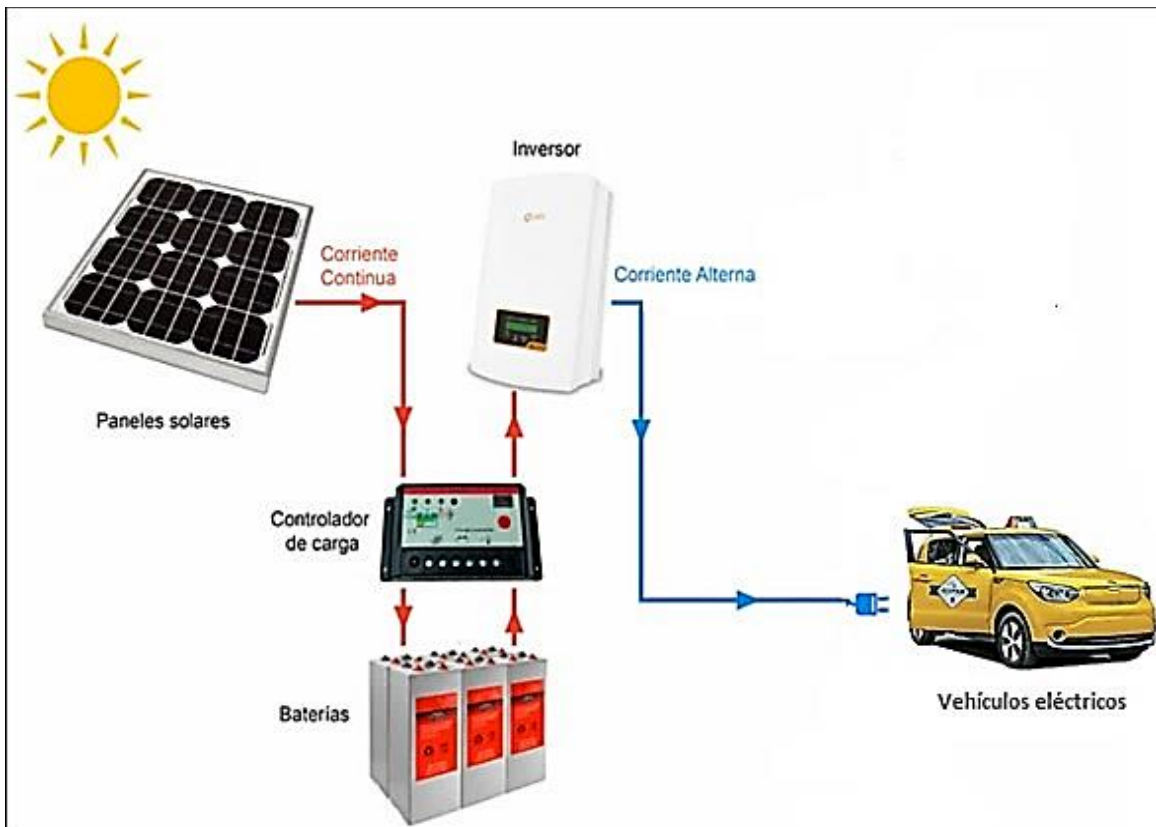 Inversor
Corriente
Continua
Corriente Alterna
Paneles solares
Controlador
de carga
Baterías
Vehículos eléctricos